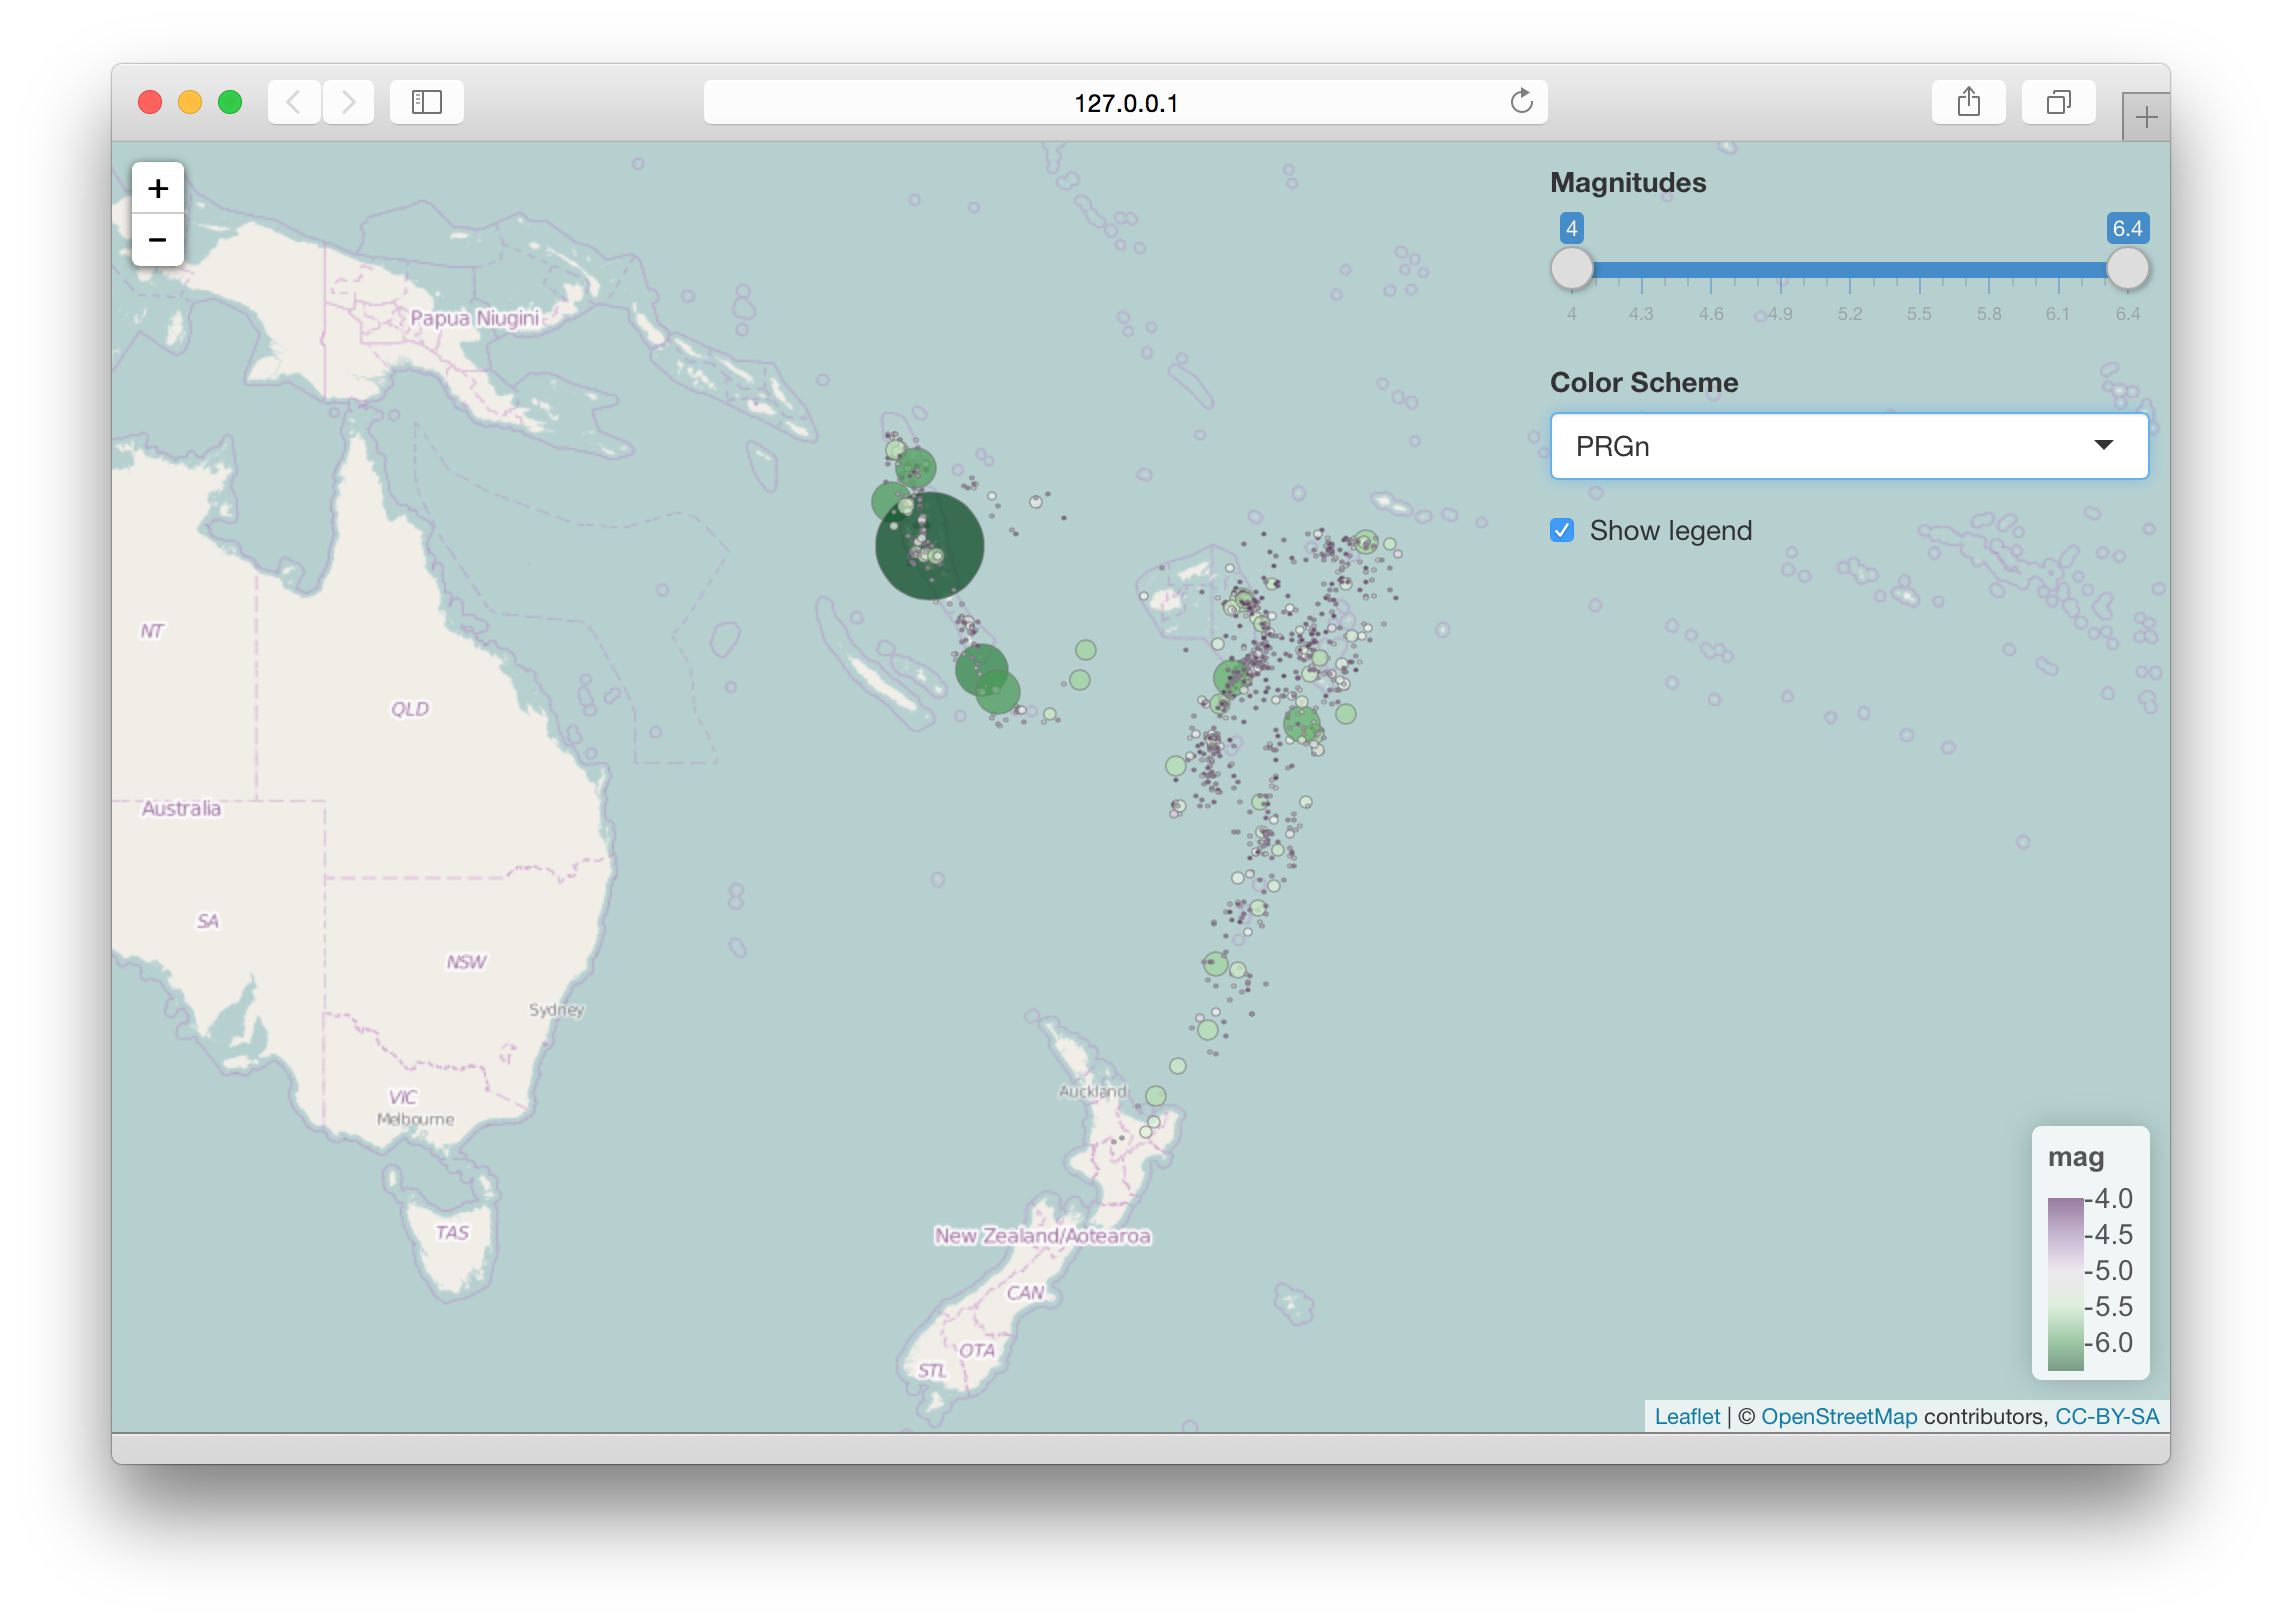 127.0.0.1
+
−
Magnitudes
4
6.4
4 4.3 4.6 4.9 5.2 5.5 5.8 6.1 6.4
Color Scheme
PRGn
Show legend
Papua Niugini
NT
QLD
Australia
SA
NSW
Sydney
VIC
Melbourne
Auckland
TAS
New Zealand/Aotearoa
CAN
OTA
STL
mag
4.0
4.5
5.0
5.5
6.0
Leaflet | © OpenStreetMap contributors, CC-BY-SA